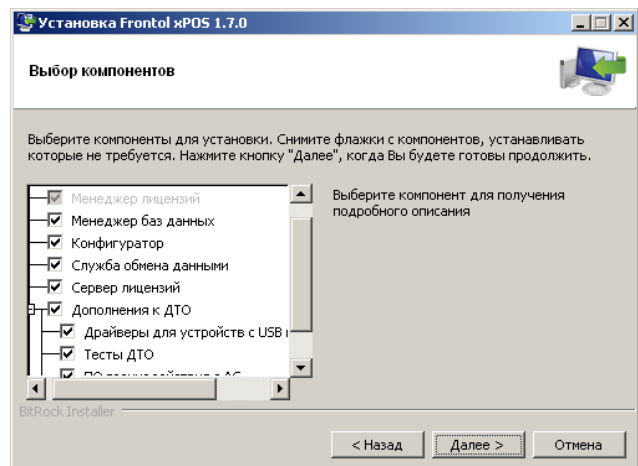 Установка Frontol xPOS 1.7.0
Выбор компонентов
Выберите компоненты для установки. Снимите флажки с компонентов, устанавливать
которые не требуется. Нажмите кнопку "Далее", когда Вы будете готовы продолжить.
Менеджер лицензий
Менеджер баз данных
Конфигуратор
Служба обмена данными
Сервер лицензий
Дополнения к ДТО
Драйверы для устройств с USB
Тесты ДТО
Выберите компонент для получения
подробного описания
BitRock Installer
< Назад
Далее >
Отмена